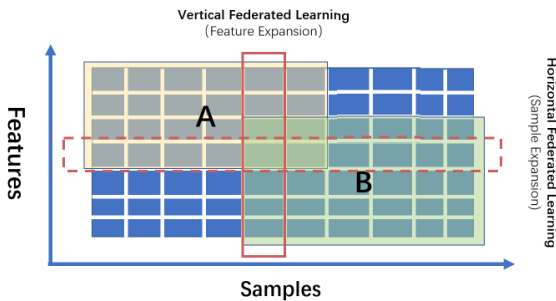 Vertical Federated Learning
(Feature Expansion)
A
B
Features
Samples
Horizontal Federated Learning
(Sample Expansion)